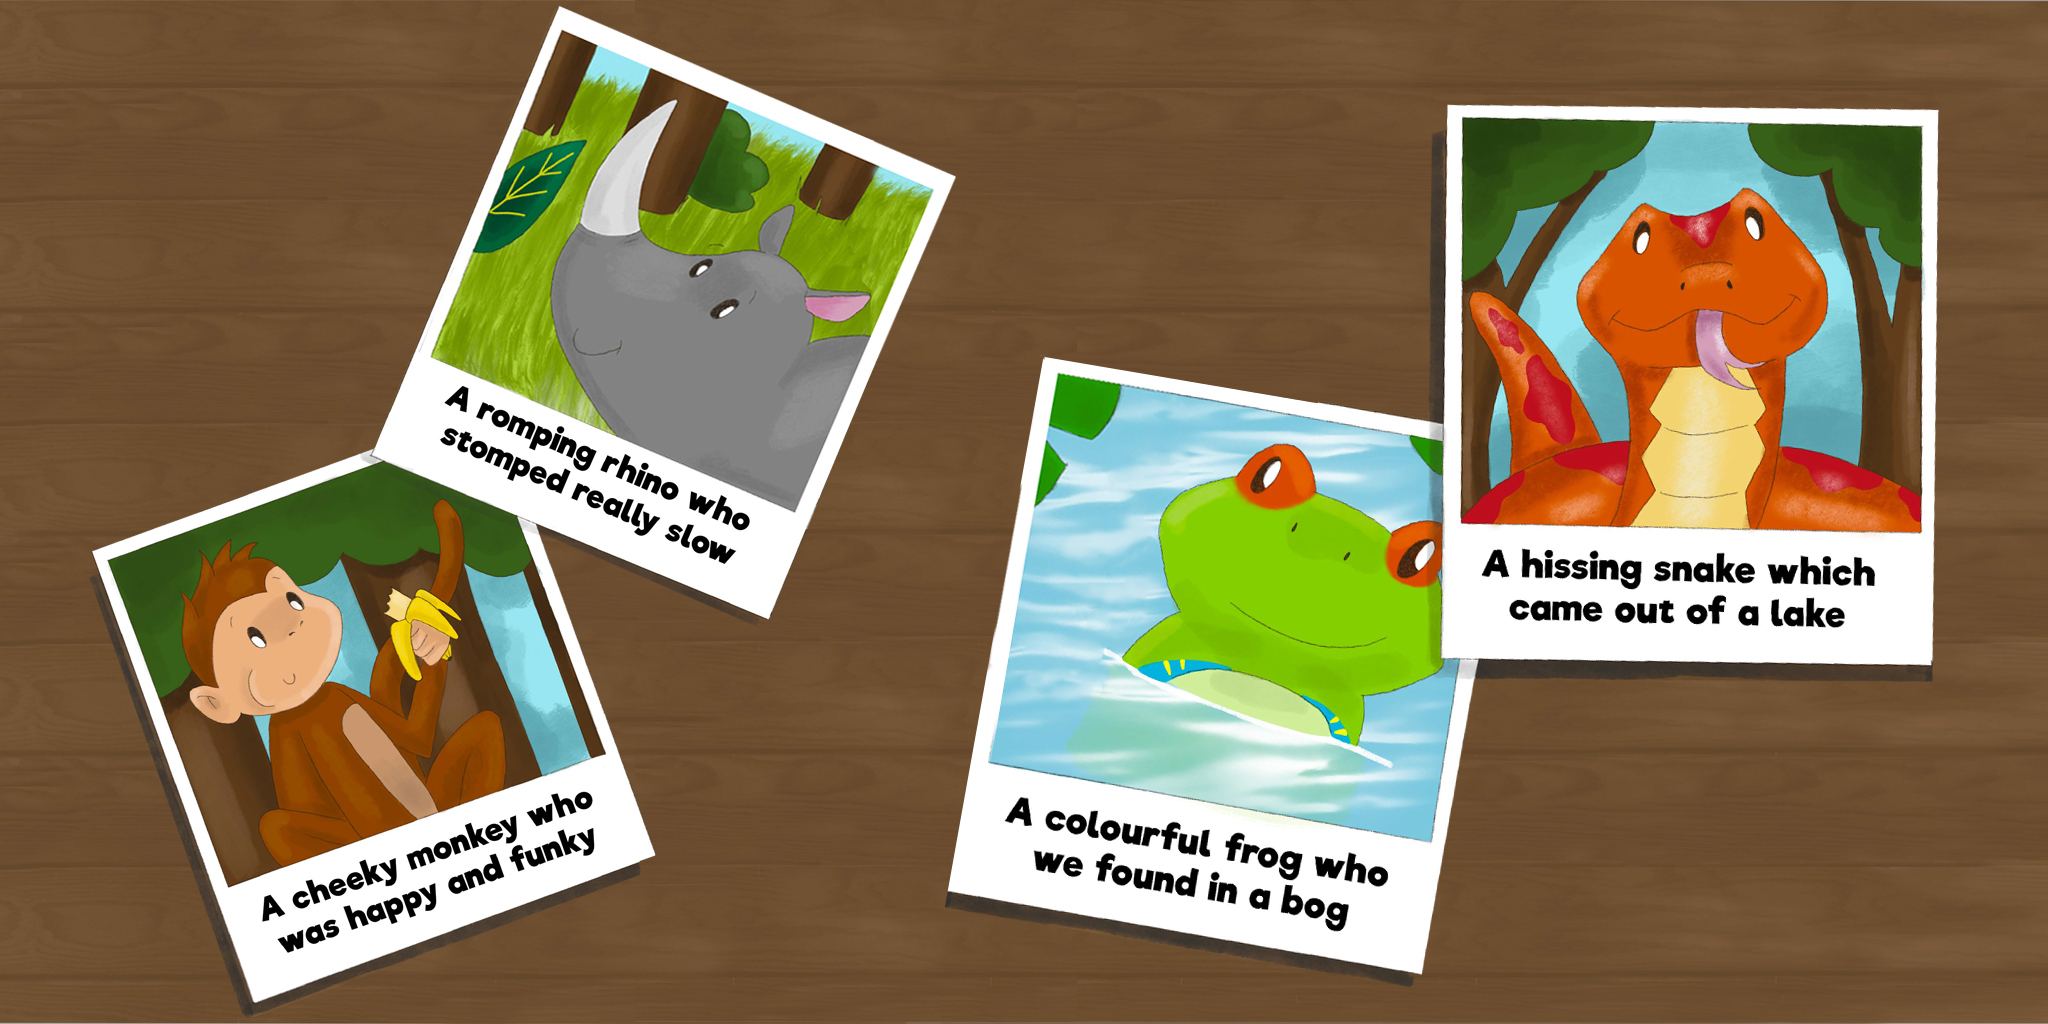 A romping rhino who
stomped really slow
A cheeky monkey who
was happy and funky
A colourful frog who
we found in a bog
A hissing snake which
came out of a lake